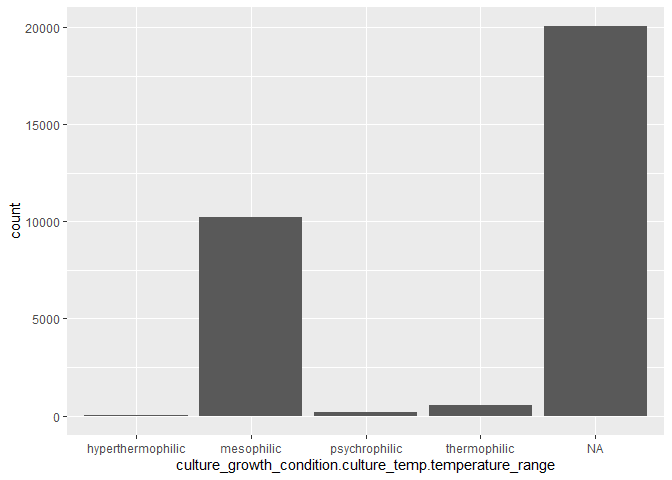 20000
15000
10000
5000
0
count
hyperthermophilic mesophilic psychrophilic thermophilic NA
culture_growth_condition.culture_temp.temperature_range